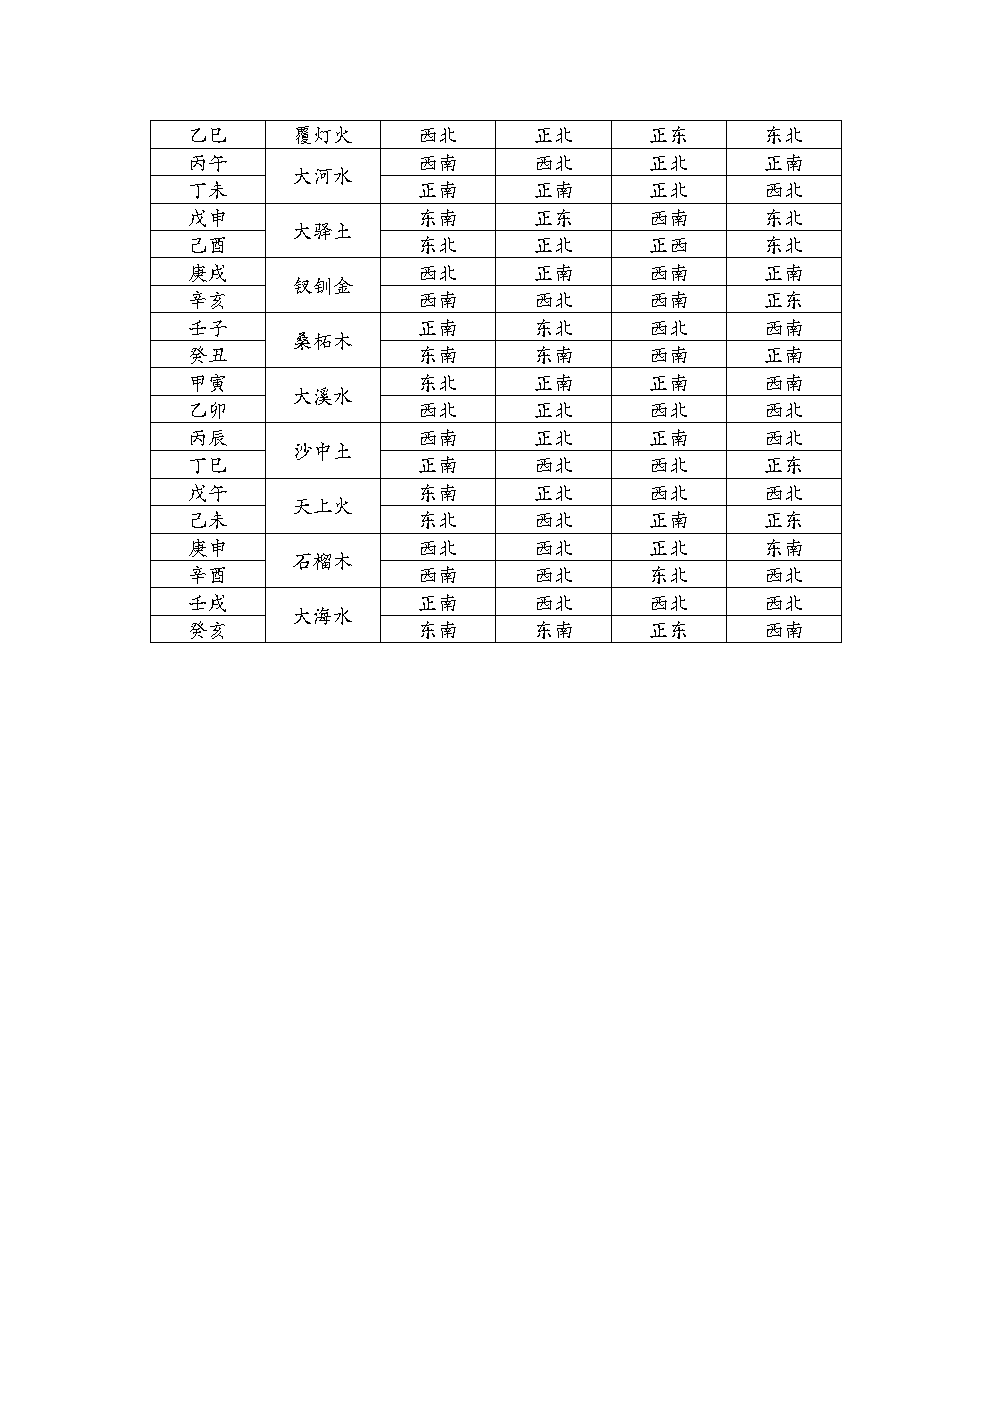 乙巳 覆灯火 西北 正北 正东 东北
丙午 大河水 西南 西北 正北 正南
丁未 正南 正南 正北 西北
戊申 大驿土 东南 正东 西南 东北
己酉 东北 正北 正西 东北
庚戌 钗钏金 西北 正南 西南 正南
辛亥 西南 西北 西南 正东
壬子 桑柘木 正南 东北 西北 西南
癸丑 东南 东南 西南 正南
甲寅 大溪水 东北 正南 正南 西南
乙卯 西北 正北 西北 西北
丙辰 沙中土 西南 正北 正南 西北
丁巳 正南 西北 西北 正东
戊午 天上火 东南 正北 西北 西北
己未 东北 西北 正南 正东
庚申 石榴木 西北 西北 正北 东南
辛酉 西南 西北 东北 西北
壬戌 大海水 正南 西北 西北 西北
癸亥 东南 东南 正东 西南